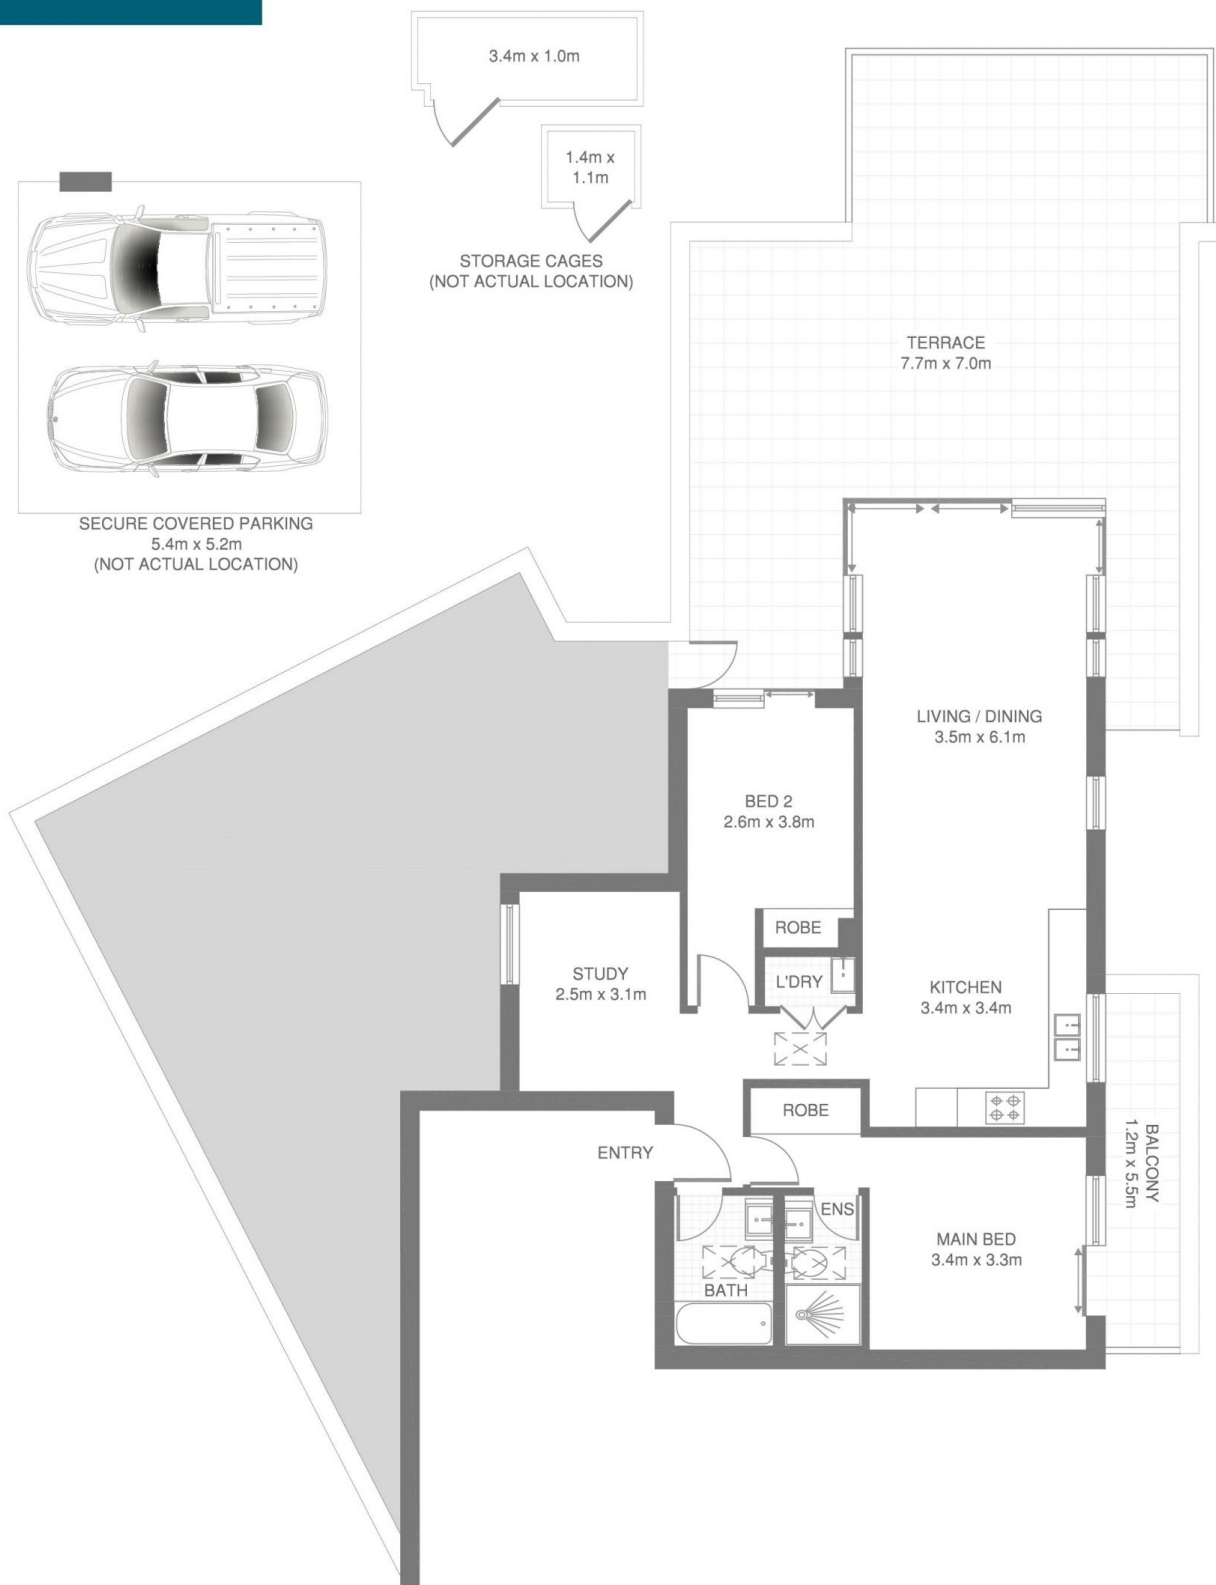 3.4m x 1.0m
1.4m x
1.1m
STORAGE CAGES
(NOT ACTUAL LOCATION)
TERRACE
7.7m x 7.0m
SECURE COVERED PARKING
5.4m x 5.2m
(NOT ACTUAL LOCATION)
LIVING / DINING
3.5m x 6.1m
BED 2
2.6m x 3.8m
ROBE
STUDY
2.5m x 3.1m
L'DRY
KITCHEN
3.4m x 3.4m
ROBE
ENTRY
BALCONY
1.2m x 5.5m
ENS
MAIN BED
3.4m x 3.3m
BATH